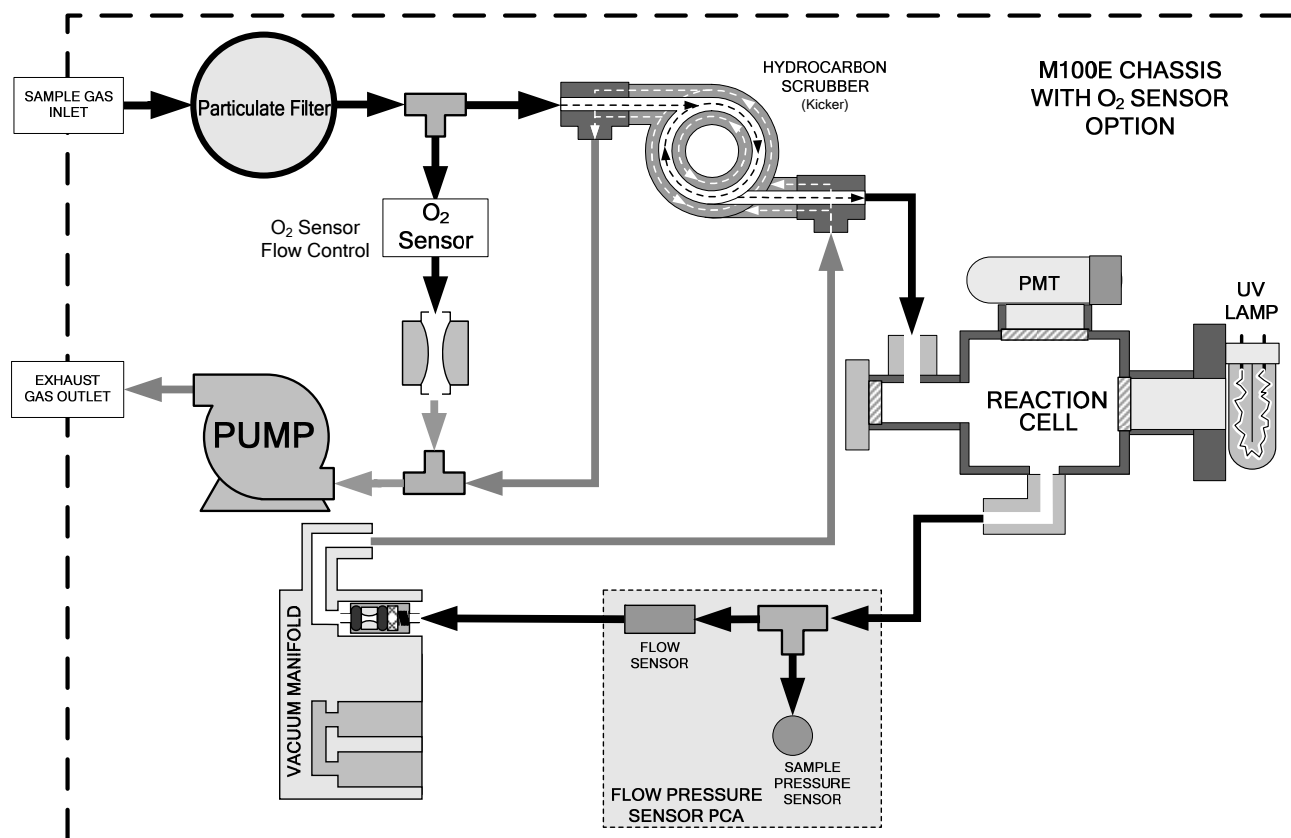 HYDROCARBON
SCRUBBER
(Kicker)
M100E CHASSIS
WITH O₂ SENSOR
OPTION
SAMPLE GAS
INLET
Particulate Filter
O₂ Sensor
Flow Control
O₂
Sensor
PMT
UV
LAMP
EXHAUST
GAS OUTLET
PUMP
REACTION
CELL
VACUUM MANIFOLD
FLOW
SENSOR
SAMPLE
PRESSURE
SENSOR
FLOW PRESSURE
SENSOR PCA